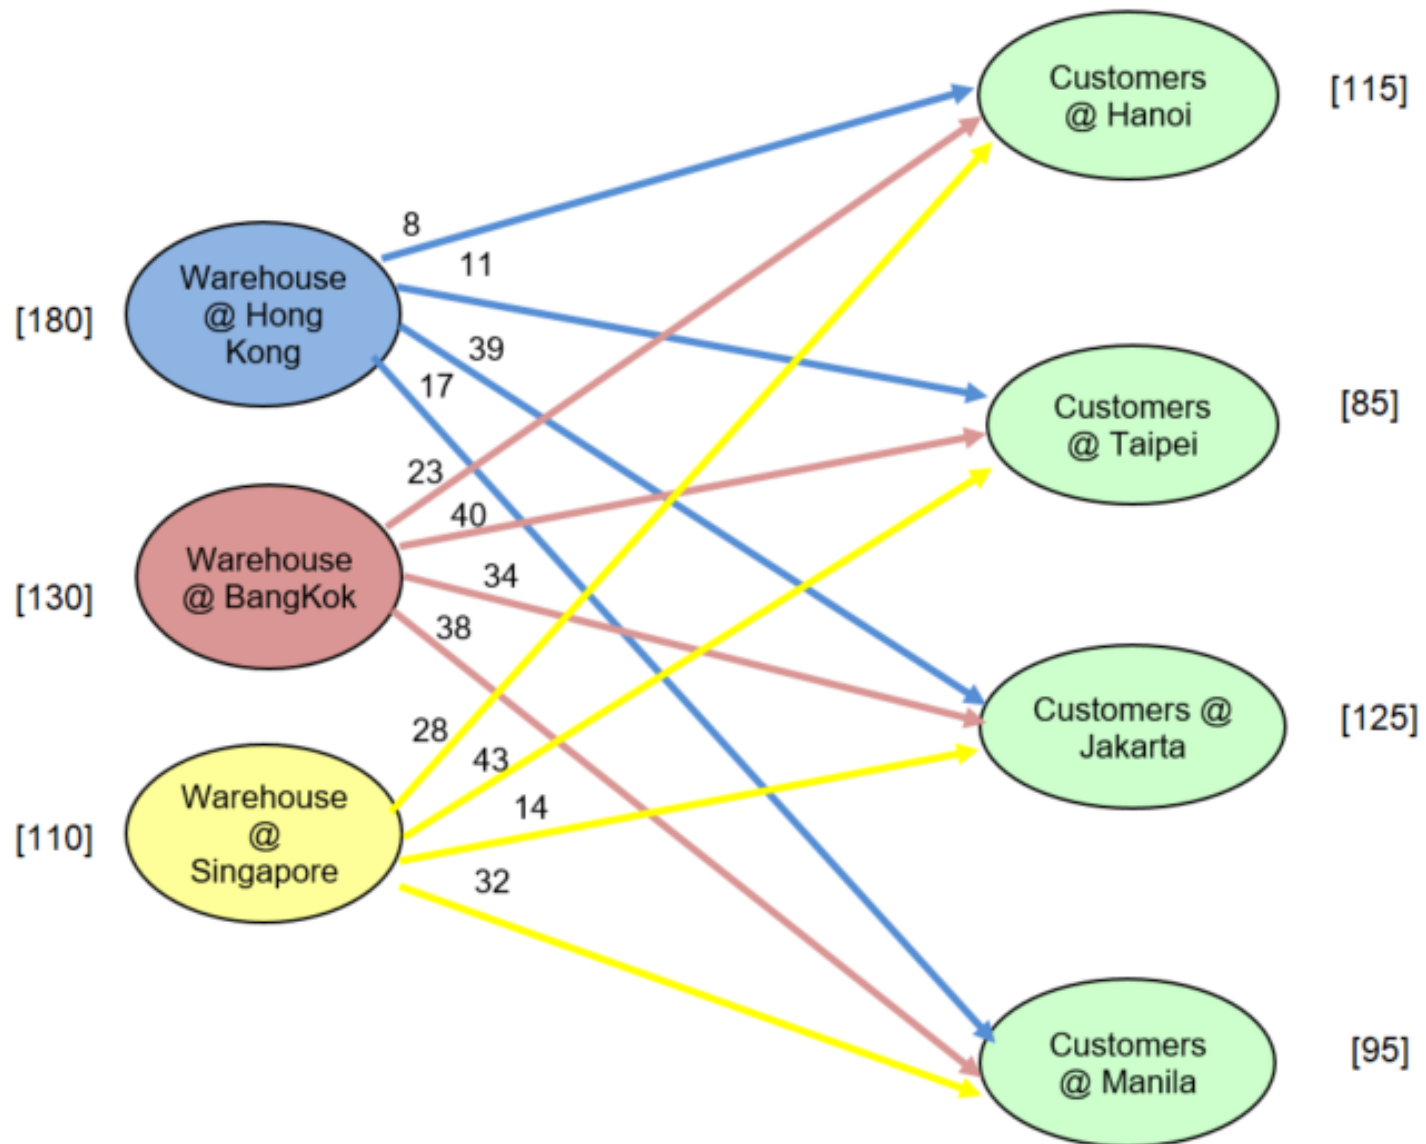 Customers
@ Hanoi
[115]
8
11
Warehouse
@ Hong
Kong
[180]
39
17
Customers
@ Taipei
[85]
23
40
Warehouse
@ BangKok
[130]
34
38
Customers @
Jakarta
[125]
28
43
14
Warehouse
@
Singapore
[110]
32
Customers
@ Manila
[95]